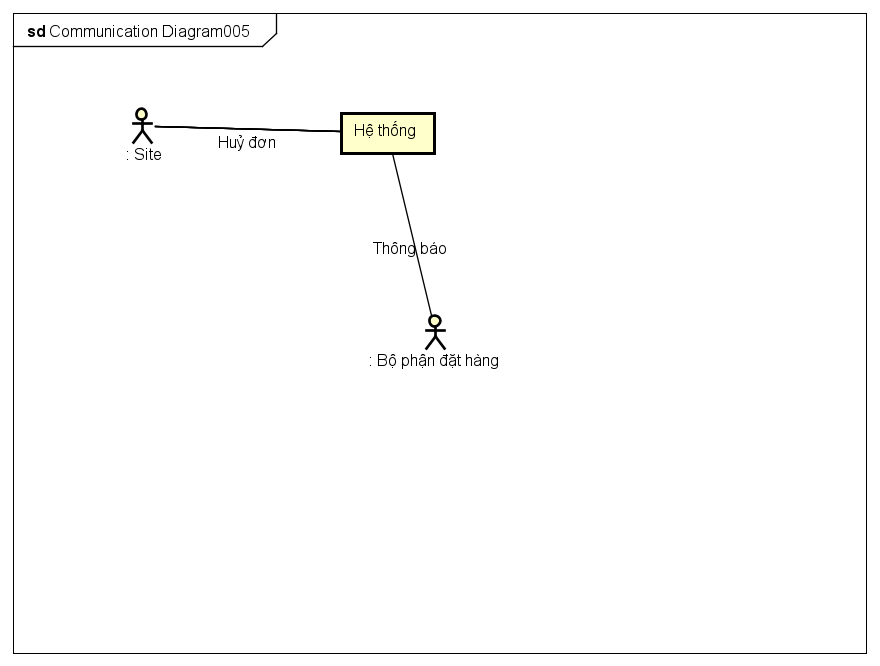 sd Communication Diagram005
Hệ thống
Huỷ đơn
: Site
Thông báo
: Bộ phận đặt hàng